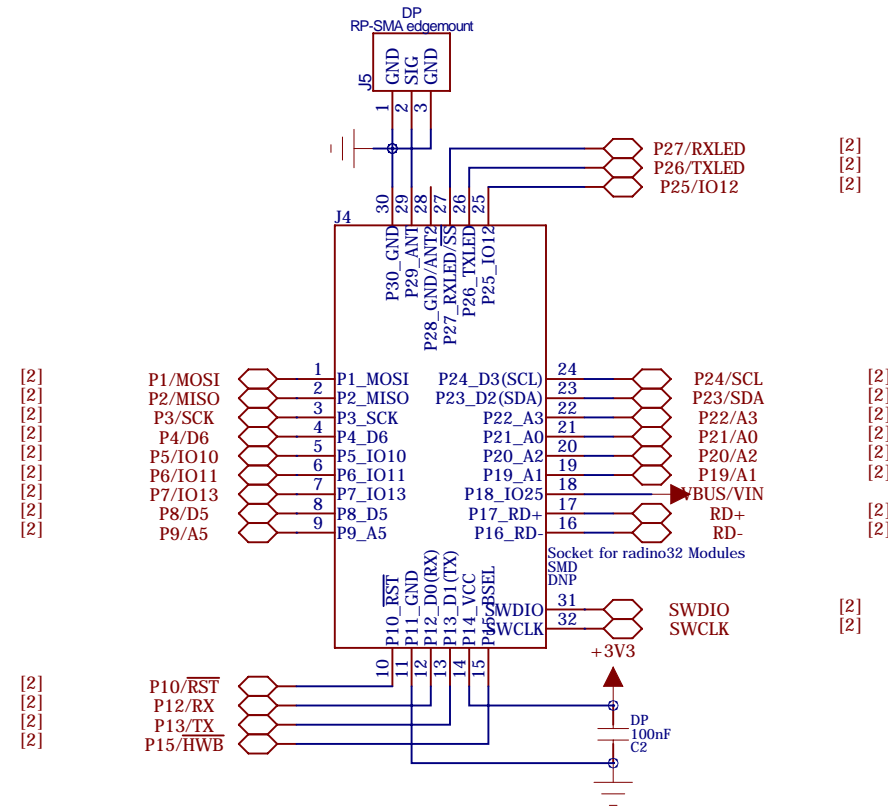 DP
RP-SMA edgemount
J5
GND
SIG
GND
1
2
3
P27/RXLED [2]
P26/TXLED [2]
P25/IO12 [2]
30
29
28
27
26
25
J4
P30_GND
P29_ANT
P28_GND/ANT2
P27_RXLED/SS
P26_TXLED
P25_IO12
[2] P1/MOSI 1 P1_MOSI P24_D3(SCL) 24 P24/SCL [2]
[2] P2/MISO 2 P2_MISO P23_D2(SDA) 23 P23/SDA [2]
[2] P3/SCK 3 P3_SCK P22_A3 22 P22/A3 [2]
[2] P4/D6 4 P4_D6 P21_A0 21 P21/A0 [2]
[2] P5/IO10 5 P5_IO10 P20_A2 20 P20/A2 [2]
[2] P6/IO11 6 P6_IO11 P19_A1 19 P19/A1 [2]
[2] P7/IO13 7 P7_IO13 P18_IO25 18 VBUS/VIN
[2] P8/D5 8 P8_D5 P17_RD+ 17 RD+ [2]
[2] P9/A5 9 P9_A5 P16_RD- 16 RD- [2]
Socket for radino32 Modules
SMD
DNP
P10_RST
P11_GND
P12_D0(RX)
P13_D1(TX)
P14_VCC
P15_BSEL
SWDIO 31 SWDIO [2]
SWCLK 32 SWCLK [2]
10
11
12
13
14
15
+3V3
[2] P10/RST
[2] P12/RX
[2] P13/TX
[2] P15/HWB
DP
100nF
C2